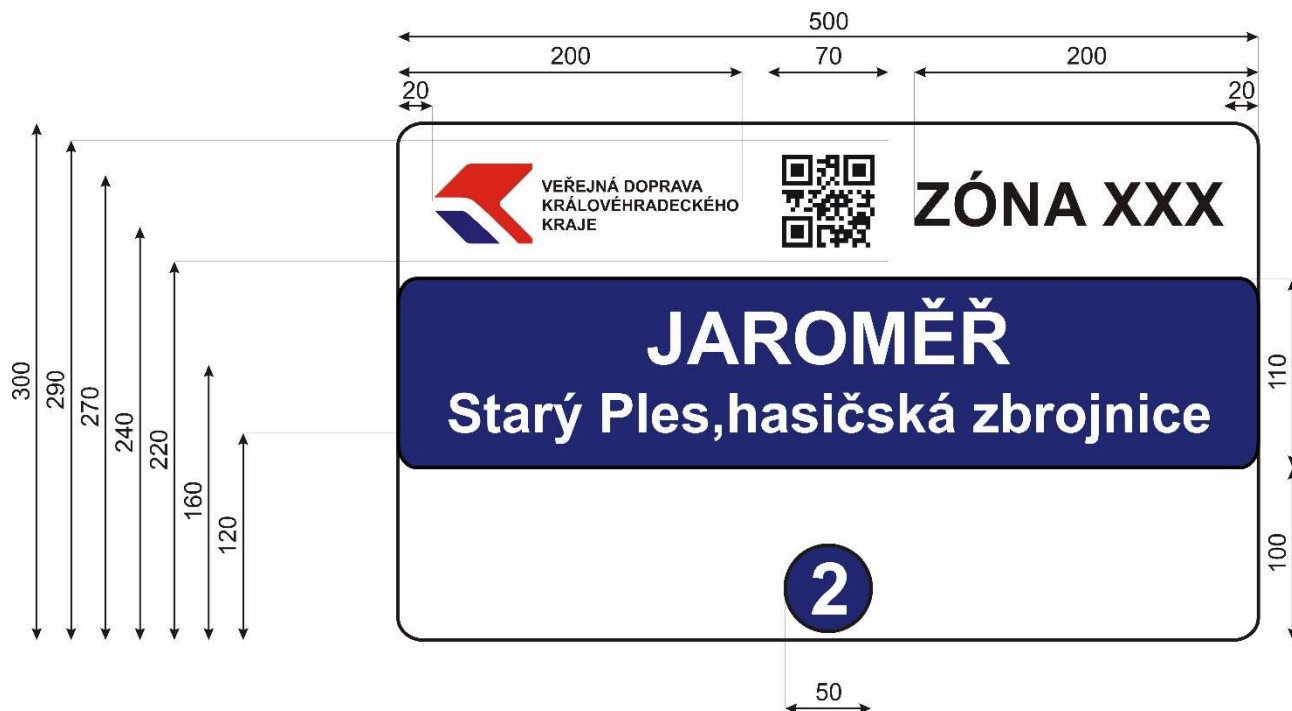 500
200 70 200
20 20
VEŘEJNÁ DOPRAVA
KRÁLOVÉHRADECKÉHO
KRAJE
ZÓNA XXX
JAROMĚŘ
Starý Ples,hasičská zbrojnice
2
300
290
270
240
220
160
120
110
100
50